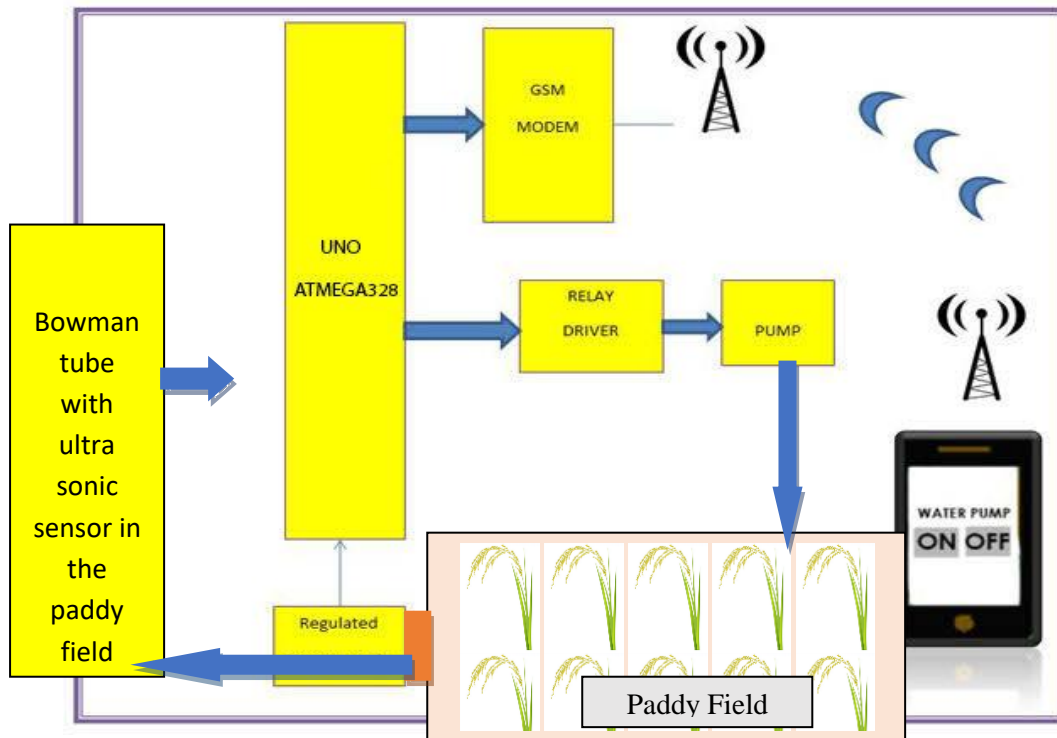 GSM
MODEM
UNO
ATMEGA328
Bowman
tube
with
ultra
sonic
sensor in
the
paddy
field
RELAY
DRIVER
PUMP
WATER PUMP
ON OFF
Regulated
Paddy Field